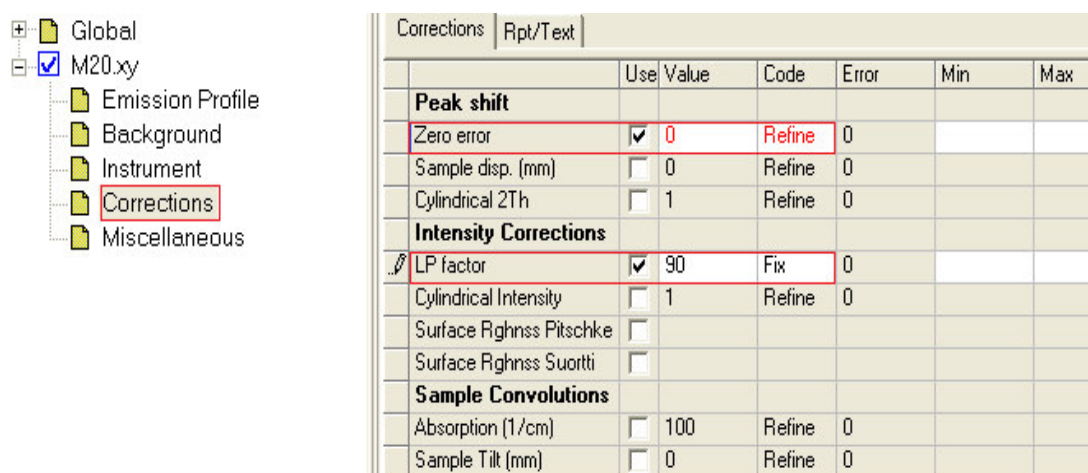 Global
M20.xy
Emission Profile
Background
Instrument
Corrections
Miscellaneous
Corrections Rpt/Text
Use Value Code Error Min Max
Peak shift
Zero error 0 Refine 0
Sample disp. (mm) 0 Refine 0
Cylindrical 2Th 1 Refine 0
Intensity Corrections
LP factor 90 Fix 0
Cylindrical Intensity 1 Refine 0
Surface Rghnss Pitschke
Surface Rghnss Suortti
Sample Convolutions
Absorption (1/cm) 100 Refine 0
Sample Tilt (mm) 0 Refine 0